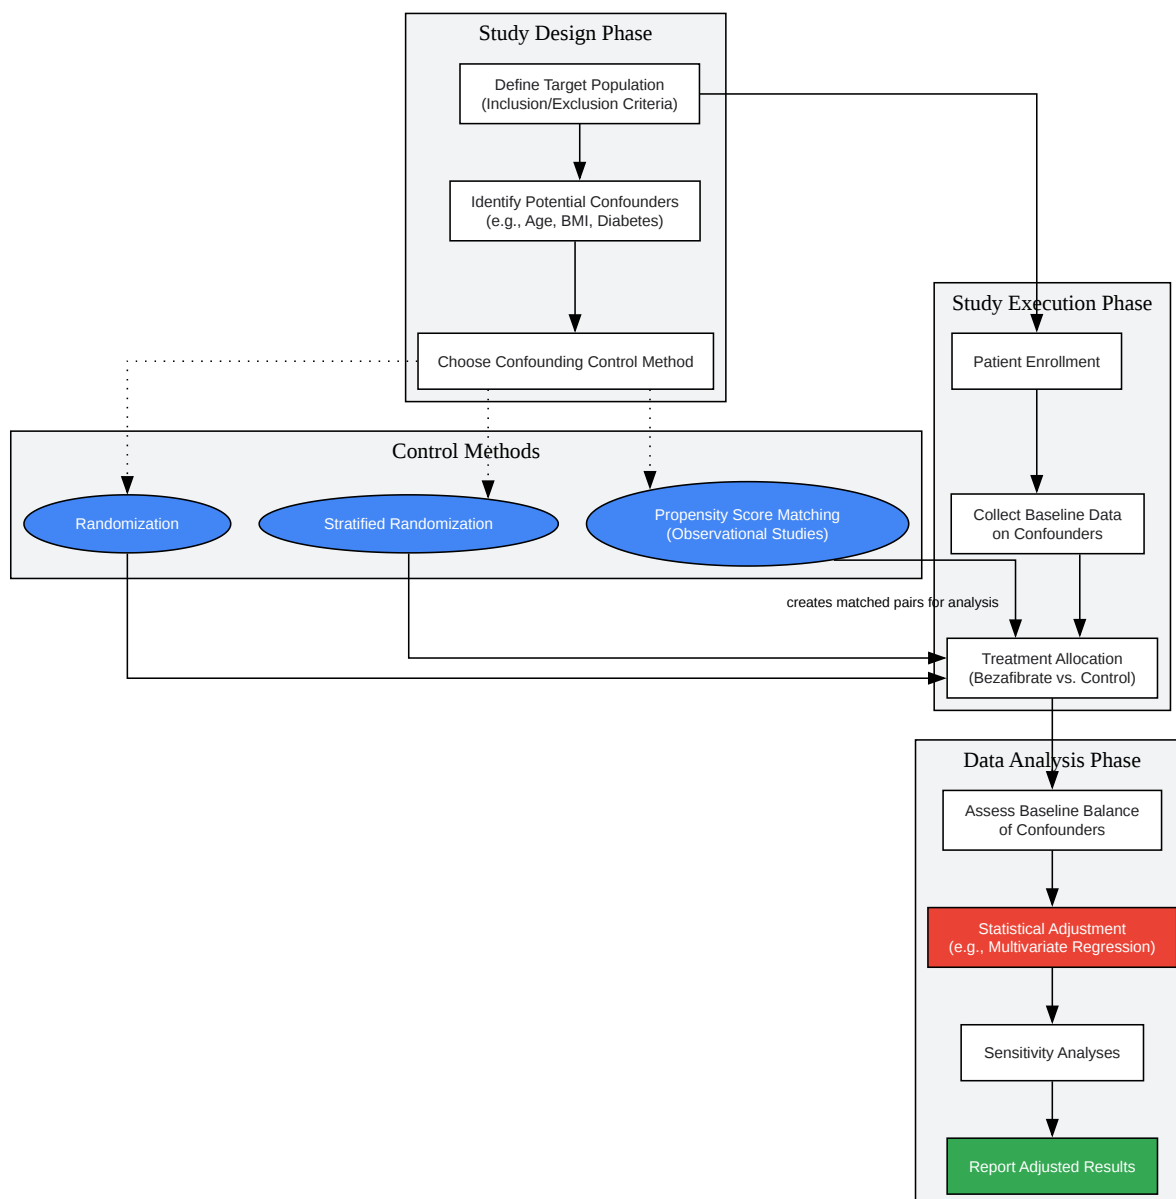 Study Design Phase
Define Target Population
(Inclusion/Exclusion Criteria)
Identify Potential Confounders
(e.g., Age, BMI, Diabetes)
Choose Confounding Control Method
Control Methods
Randomization
Stratified Randomization
Propensity Score Matching
(Observational Studies)
creates matched pairs for analysis
Study Execution Phase
Patient Enrollment
Collect Baseline Data
on Confounders
Treatment Allocation
(Bezafibrate vs. Control)
Data Analysis Phase
Assess Baseline Balance
of Confounders
Statistical Adjustment
(e.g., Multivariate Regression)
Sensitivity Analyses
Report Adjusted Results